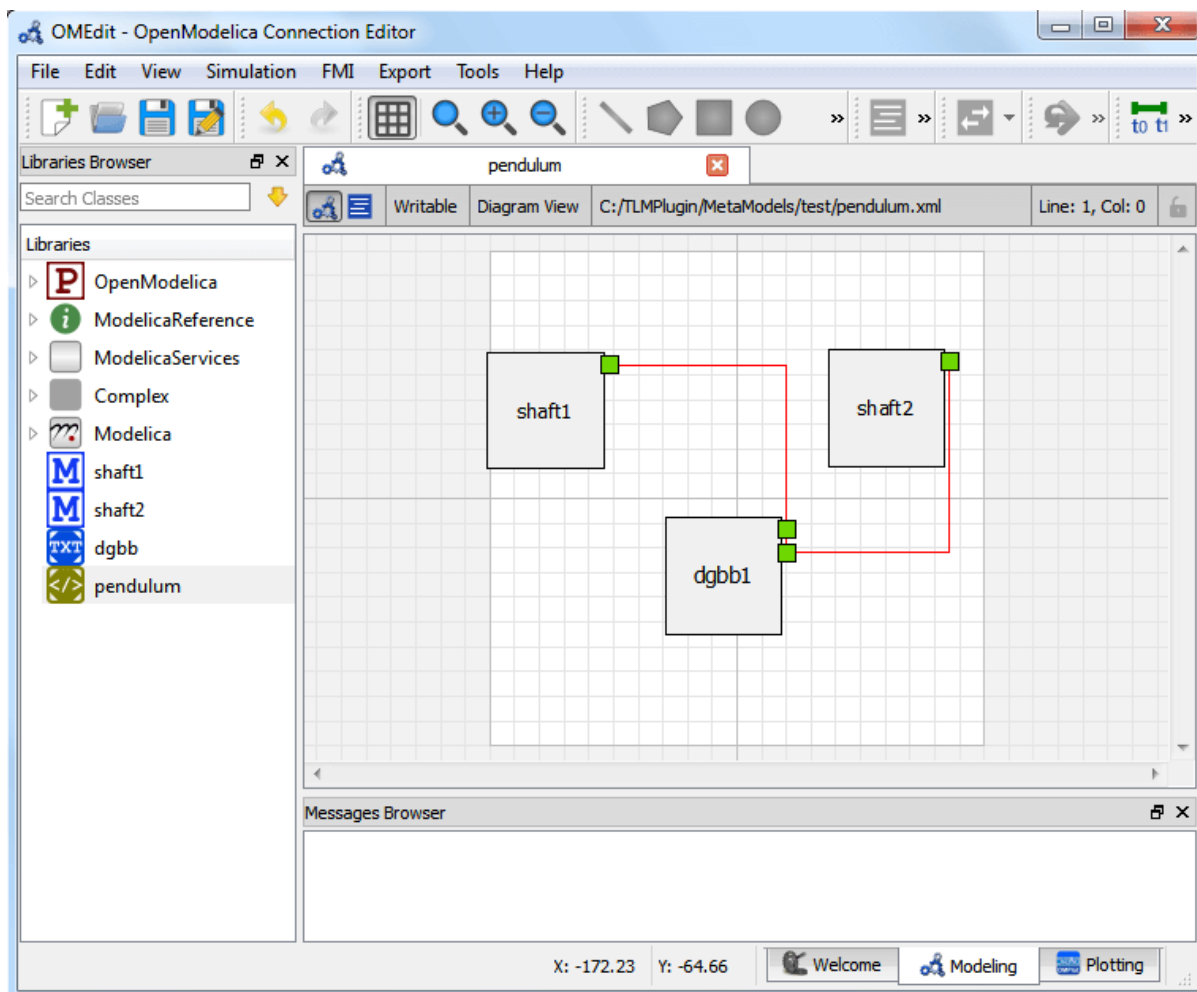 OMEdit - OpenModelica Connection Editor
File Edit View Simulation FMI Export Tools Help
» » » t0 t1 »
Libraries Browser
pendulum
Search Classes
Writable Diagram View C:/TLMPlugin/MetaModels/test/pendulum.xml Line: 1, Col: 0
Libraries
P OpenModelica
i ModelicaReference
ModelicaServices
Complex
Modelica
M shaft1
M shaft2
TXT dgbb
</> pendulum
shaft1
shaft2
dgbb1
Messages Browser
X: -172.23 Y: -64.66 Welcome Modeling Plotting